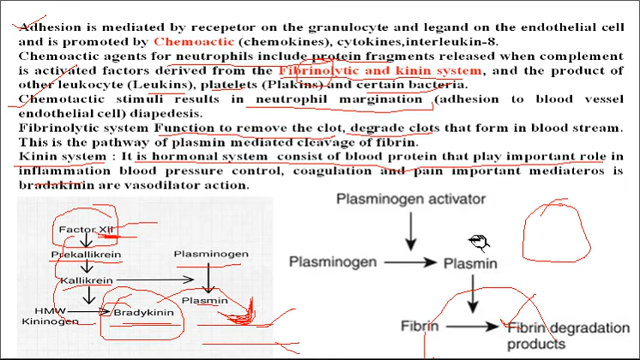 Adhesion is mediated by recepetor on the granulocyte and legand on the endothelial cell
and is promoted by Chemoactic (chemokines), cytokines,interleukin-8.
Chemoactic agents for neutrophils include protein fragments released when complement
is activated factors derived from the Fibrinolytic and kinin system, and the product of
other leukocyte (Leukins), platelets (Plakins) and certain bacteria.
Chemotactic stimuli results in neutrophil margination (adhesion to blood vessel
endothelial cell) diapedesis.
Fibrinolytic system Function to remove the clot, degrade clots that form in blood stream.
This is the pathway of plasmin mediated cleavage of fibrin.
Kinin system : It is hormonal system consist of blood protein that play important role in
inflammation blood pressure control, coagulation and pain important mediateros is
bradakinin are vasodilator action.
Factor XII
Prekallikrein
Kallikrein
HMW
Kininogen
Bradykinin
Plasminogen
Plasmin
Plasminogen activator
Plasminogen
Plasmin
Fibrin
Fibrin degradation
products